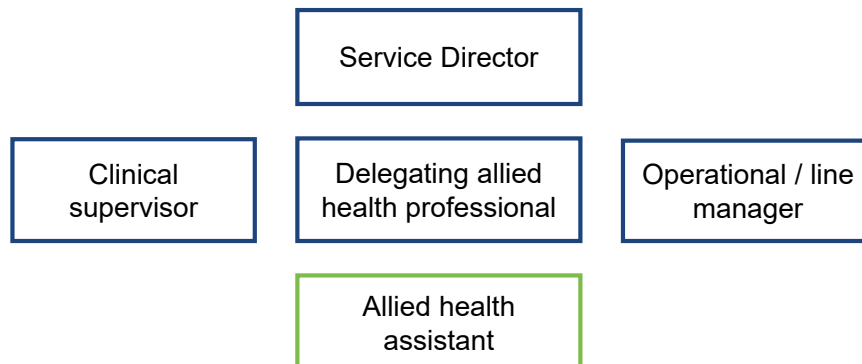 Service Director
Clinical
supervisor
Delegating allied
health professional
Operational / line
manager
Allied health
assistant